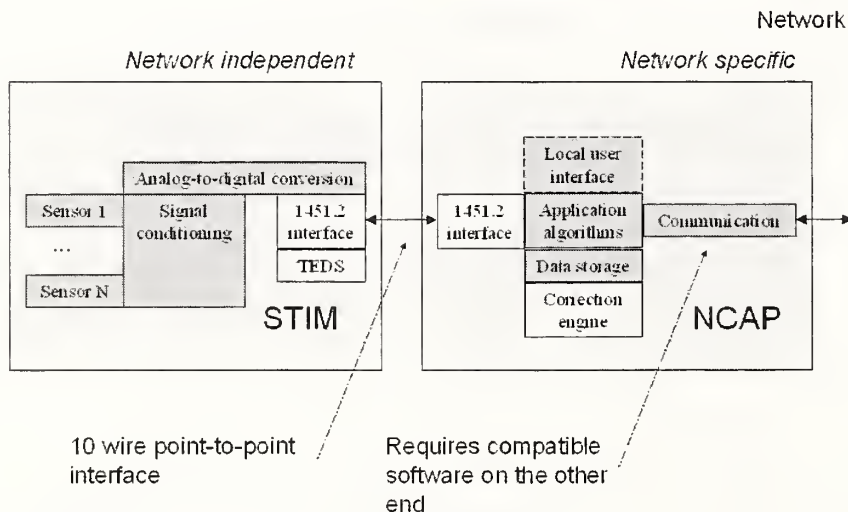 Network
Network independent
Network specific
Analog-to-digital conversion
Sensor 1
...
Sensor N
Signal
conditioning
1451.2
interface
TEDS
STIM
1451.2
interface
Local user
interface
Application
algorithms
Data storage
Correction
engine
Communication
NCAP
10 wire point-to-point
interface
Requires compatible
software on the other
end